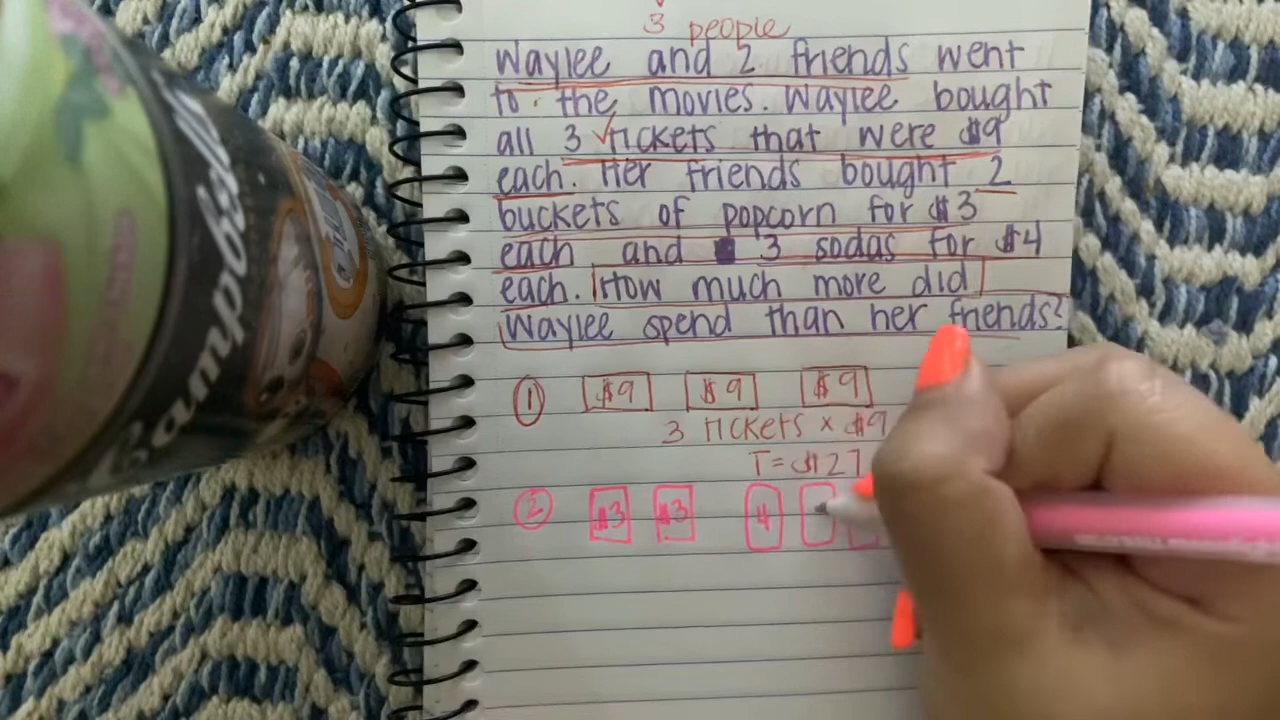 3 people
Waylee and 2 friends went
to the movies. Waylee bought
all 3 tickets that were $9
each. Her friends bought 2
buckets of popcorn for $3
each and 3 sodas for $4
each. How much more did
Waylee spend than her friends?
1 $9 $9 $9
3 tickets x $9
T= $27
2 $3 $3 4
Campbell's